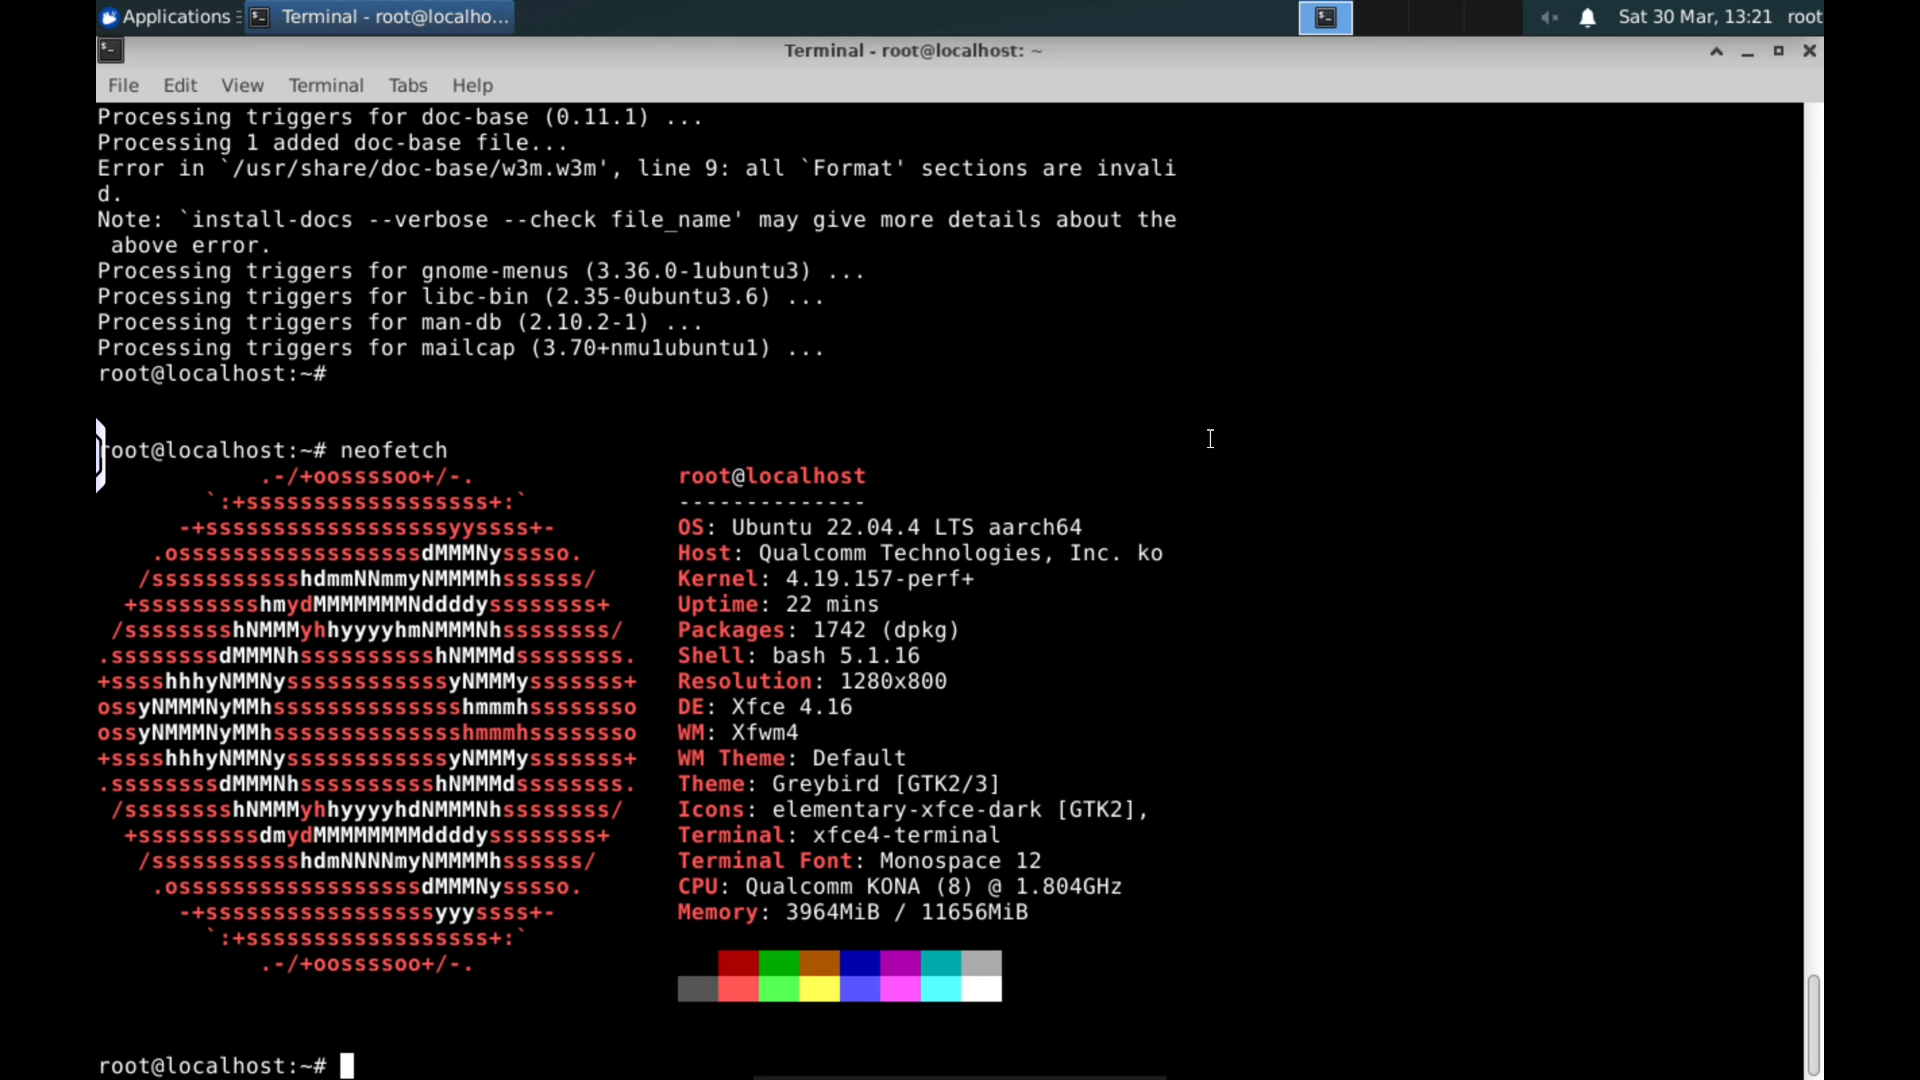 Applications Terminal - root@localho... Sat 30 Mar, 13:21 root
Terminal - root@localhost: ~
File Edit View Terminal Tabs Help
Processing triggers for doc-base (0.11.1) ...
Processing 1 added doc-base file...
Error in `/usr/share/doc-base/w3m.w3m', line 9: all `Format' sections are invali
d.
Note: `install-docs --verbose --check file_name' may give more details about the
 above error.
Processing triggers for gnome-menus (3.36.0-1ubuntu3) ...
Processing triggers for libc-bin (2.35-0ubuntu3.6) ...
Processing triggers for man-db (2.10.2-1) ...
Processing triggers for mailcap (3.70+nmu1ubuntu1) ...
root@localhost:~#
root@localhost:~# neofetch
            .-/+oossssoo+/-.               root@localhost
        `:+ssssssssssssssssss+:`           --------------
      -+ssssssssssssssssssyyssss+-         OS: Ubuntu 22.04.4 LTS aarch64
    .ossssssssssssssssssdMMMNysssso.       Host: Qualcomm Technologies, Inc. ko
   /ssssssssssshdmmNNmmyNMMMMhssssss/      Kernel: 4.19.157-perf+
  +ssssssssshmydMMMMMMMNddddyssssssss+     Uptime: 22 mins
 /sssssssshNMMMyhhyyyyhmNMMMNhssssssss/    Packages: 1742 (dpkg)
.ssssssssdMMMNhsssssssssshNMMMdssssssss.   Shell: bash 5.1.16
+sssshhhyNMMNyssssssssssssyNMMMysssssss+   Resolution: 1280x800
ossyNMMMNyMMhsssssssssssssshmmmhssssssso   DE: Xfce 4.16
ossyNMMMNyMMhsssssssssssssshmmmhssssssso   WM: Xfwm4
+sssshhhyNMMNyssssssssssssyNMMMysssssss+   WM Theme: Default
.ssssssssdMMMNhsssssssssshNMMMdssssssss.   Theme: Greybird [GTK2/3]
 /sssssssshNMMMyhhyyyyhdNMMMNhssssssss/    Icons: elementary-xfce-dark [GTK2],
  +sssssssssdmydMMMMMMMMddddyssssssss+     Terminal: xfce4-terminal
   /ssssssssssshdmNNNNmyNMMMMhssssss/      Terminal Font: Monospace 12
    .ossssssssssssssssssdMMMNysssso.       CPU: Qualcomm KONA (8) @ 1.804GHz
      -+sssssssssssssssssyyyssss+-         Memory: 3964MiB / 11656MiB
        `:+ssssssssssssssssss+:`
            .-/+oossssoo+/-.
root@localhost:~#